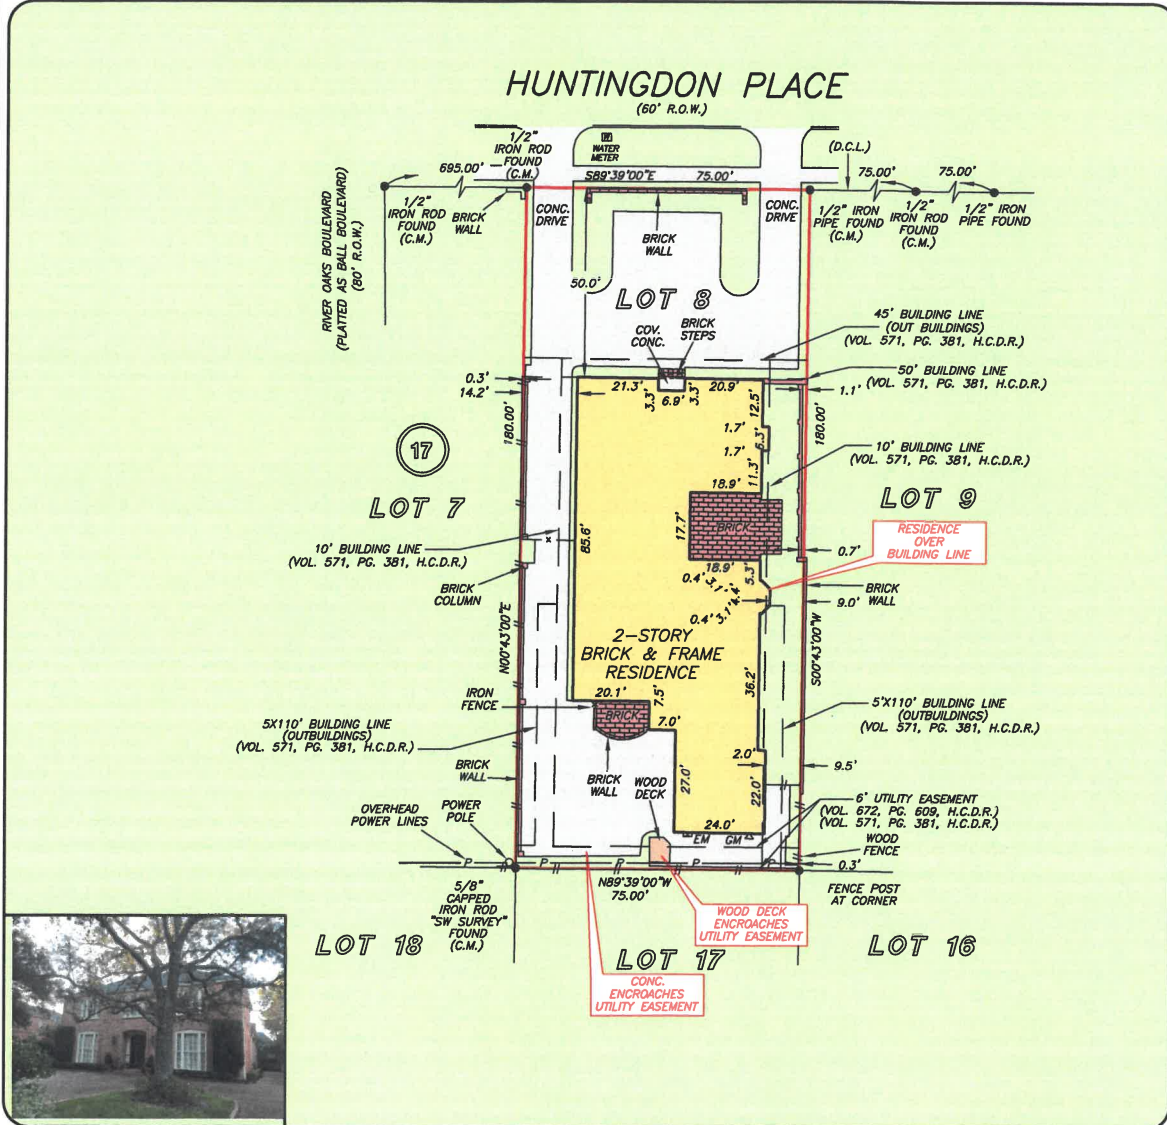 HUNTINGDON PLACE
(60' R.O.W.)
1/2"
IRON ROD
FOUND
(C.M.)
WATER
METER
(D.C.L.)
695.00'
S89°39'00"E 75.00'
75.00'
75.00'
1/2"
IRON ROD
FOUND
(C.M.)
BRICK
WALL
CONC.
DRIVE
BRICK
WALL
CONC.
DRIVE
1/2" IRON
PIPE FOUND
(C.M.)
1/2"
IRON ROD
FOUND
(C.M.)
1/2" IRON
PIPE FOUND
RIVER OAKS BOULEVARD
(PLATTED AS BALL BOULEVARD)
(80' R.O.W.)
50.0'
LOT 8
COV.
CONC.
BRICK
STEPS
45' BUILDING LINE
(OUT BUILDINGS)
(VOL. 571, PG. 381, H.C.D.R.)
50' BUILDING LINE
(VOL. 571, PG. 381, H.C.D.R.)
0.3'
14.2'
21.3'
3.3'
6.9'
3.3'
20.9'
12.5'
1.1'
180.00'
180.00'
1.7'
6.3'
1.7'
11.3'
17
10' BUILDING LINE
(VOL. 571, PG. 381, H.C.D.R.)
LOT 7
LOT 9
18.9'
17.7'
BRICK
18.9'
5.3'
85.6'
RESIDENCE
OVER
BUILDING LINE
10' BUILDING LINE
(VOL. 571, PG. 381, H.C.D.R.)
0.7'
BRICK
COLUMN
0.4'
3.1'
4.4'
3.1'
0.4'
BRICK
WALL
9.0'
N00°43'00"E
S00°43'00"W
2-STORY
BRICK & FRAME
RESIDENCE
36.2'
IRON
FENCE
20.1'
7.5'
BRICK
7.0'
5X110' BUILDING LINE
(OUTBUILDINGS)
(VOL. 571, PG. 381, H.C.D.R.)
5'X110' BUILDING LINE
(OUTBUILDINGS)
(VOL. 571, PG. 381, H.C.D.R.)
BRICK
WALL
BRICK
WALL
WOOD
DECK
27.0'
2.0'
22.0'
9.5'
24.0'
EM GM
6' UTILITY EASEMENT
(VOL. 672, PG. 609, H.C.D.R.)
(VOL. 571, PG. 381, H.C.D.R.)
OVERHEAD
POWER LINES
POWER
POLE
WOOD
FENCE
0.3'
P P P P P
N89°39'00"W
75.00'
FENCE POST
AT CORNER
5/8"
CAPPED
IRON ROD
"SW SURVEY"
FOUND
(C.M.)
WOOD DECK
ENCROACHES
UTILITY EASEMENT
LOT 18
LOT 17
LOT 16
CONC.
ENCROACHES
UTILITY EASEMENT